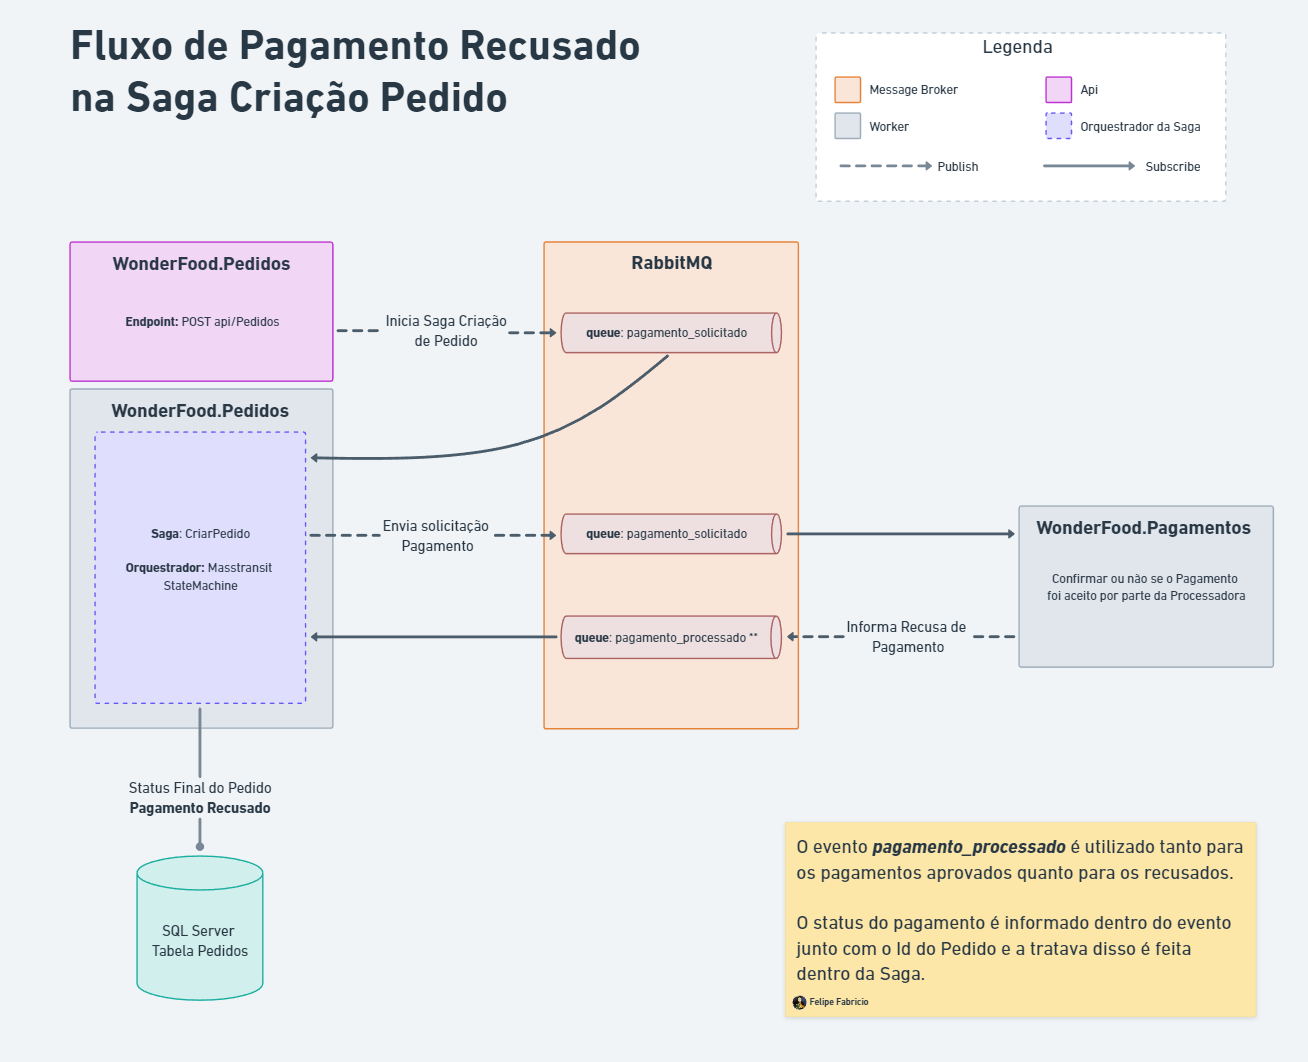 Fluxo de Pagamento Recusado
na Saga Criação Pedido
Legenda
Message Broker
Api
Worker
Orquestrador da Saga
Publish
Subscribe
WonderFood.Pedidos
Endpoint: POST api/Pedidos
Inicia Saga Criação
de Pedido
RabbitMQ
queue: pagamento_solicitado
WonderFood.Pedidos
Saga: CriarPedido
Orquestrador: Masstransit
StateMachine
Envia solicitação
Pagamento
queue: pagamento_solicitado
WonderFood.Pagamentos
Confirmar ou não se o Pagamento
foi aceito por parte da Processadora
queue: pagamento_processado **
Informa Recusa de
Pagamento
Status Final do Pedido
Pagamento Recusado
SQL Server
Tabela Pedidos
O evento pagamento_processado é utilizado tanto para
os pagamentos aprovados quanto para os recusados.
O status do pagamento é informado dentro do evento
junto com o Id do Pedido e a tratava disso é feita
dentro da Saga.
Felipe Fabricio